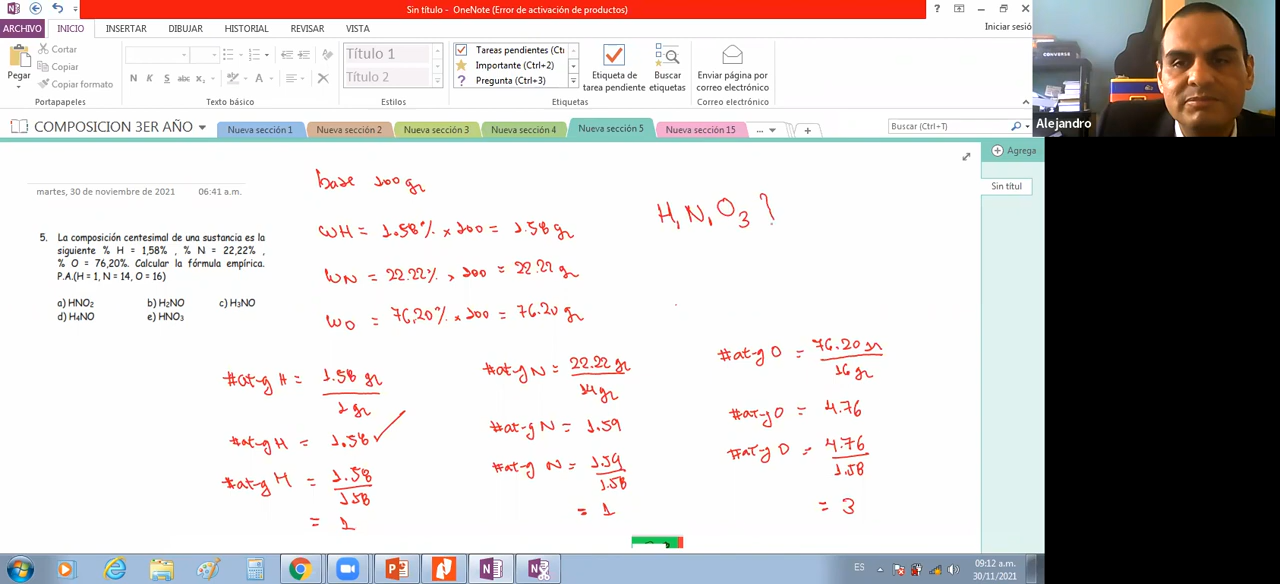 Sin título - OneNote (Error de activación de productos)
Iniciar sesió
ARCHIVO INICIO INSERTAR DIBUJAR HISTORIAL REVISAR VISTA
Pegar
Cortar
Copiar
Copiar formato
Portapapeles
N K S abc x₂ A
Texto básico
Título 1
Título 2
Estilos
Tareas pendientes (Ctr
Importante (Ctrl+2)
Pregunta (Ctrl+3)
Etiqueta de
tarea pendiente
Buscar
etiquetas
Etiquetas
Enviar página por
correo electrónico
Correo electrónico
COMPOSICION 3ER AÑO
Nueva sección 1 Nueva sección 2 Nueva sección 3 Nueva sección 4 Nueva sección 5 Nueva sección 15 ...
Buscar (Ctrl+T)
Alejandro
CONVERSE
Agrega
Sin títul
martes, 30 de noviembre de 2021 06:41 a.m.
5. La composición centesimal de una sustancia es la
siguiente % H = 1,58% , % N = 22,22% ,
% O = 76,20%. Calcular la fórmula empírica.
P.A.(H = 1, N = 14, O = 16)
a) HNO₂ b) H₂NO c) H₃NO
d) H₄NO e) HNO₃
base 100 gr
WH = 1.58% x 100 = 1.58 gr
WN = 22.22% x 100 = 22.22 gr
WO = 76,20% x 100 = 76.20 gr
H₁N₁O₃ ?
#at-g H = 1.58 gr
1 gr
#at-g H = 1.58 ✓
#at-g H = 1.58
1.58
= 1
#at-g N = 22.22 gr
14 gr
#at-g N = 1.59
#at-g N = 1.59
1.58
= 1
#at-g O = 76.20 gr
16 gr
#at-g O = 4.76
#at-g O = 4.76
1.58
= 3
ES
09:12 a.m.
30/11/2021